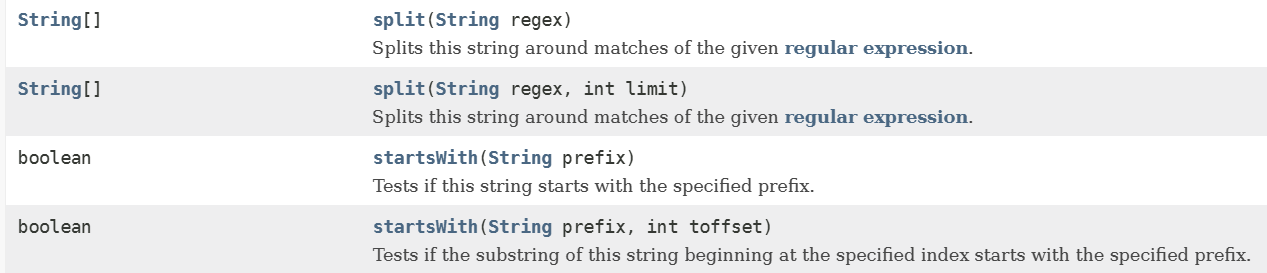 String[] split(String regex)
Splits this string around matches of the given regular expression.
String[] split(String regex, int limit)
Splits this string around matches of the given regular expression.
boolean startsWith(String prefix)
Tests if this string starts with the specified prefix.
boolean startsWith(String prefix, int toffset)
Tests if the substring of this string beginning at the specified index starts with the specified prefix.